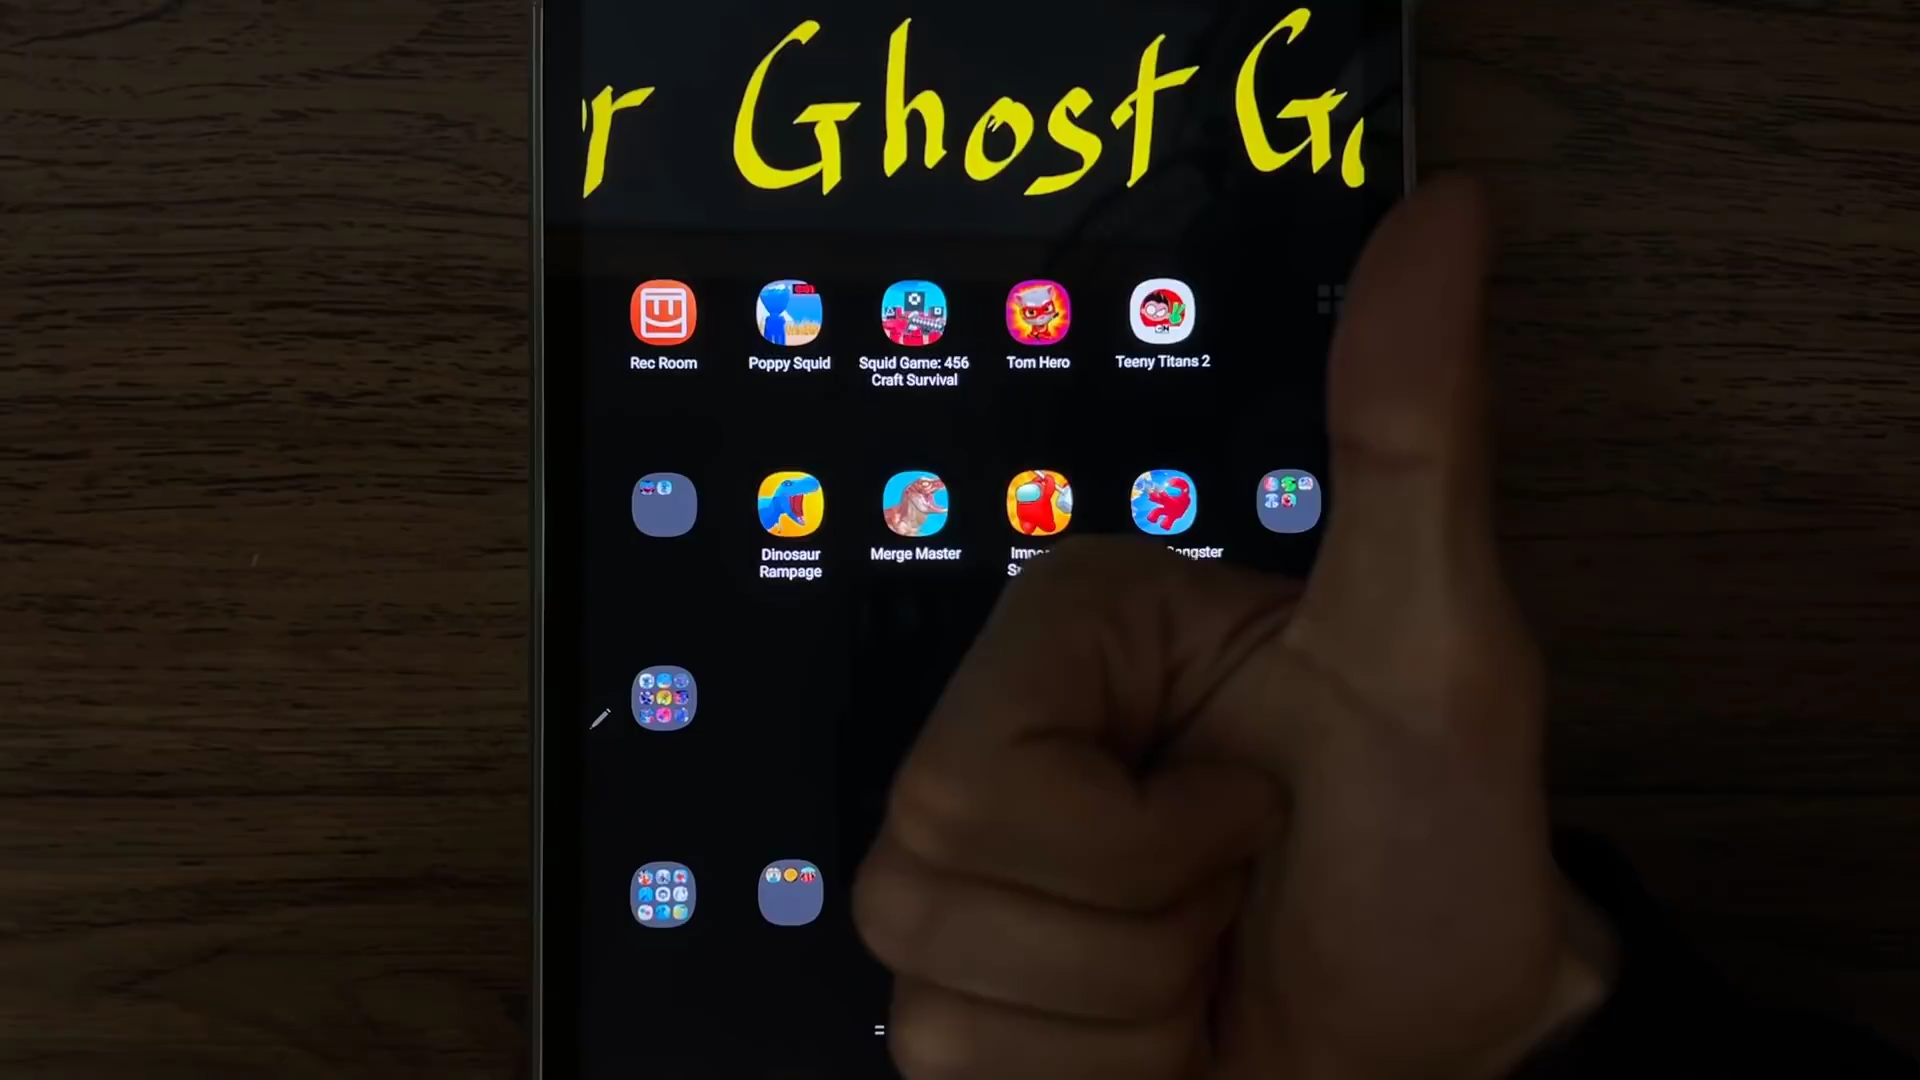 r Ghost G
Rec Room
Poppy Squid
Squid Game: 456
Craft Survival
Tom Hero
Teeny Titans 2
Dinosaur
Rampage
Merge Master